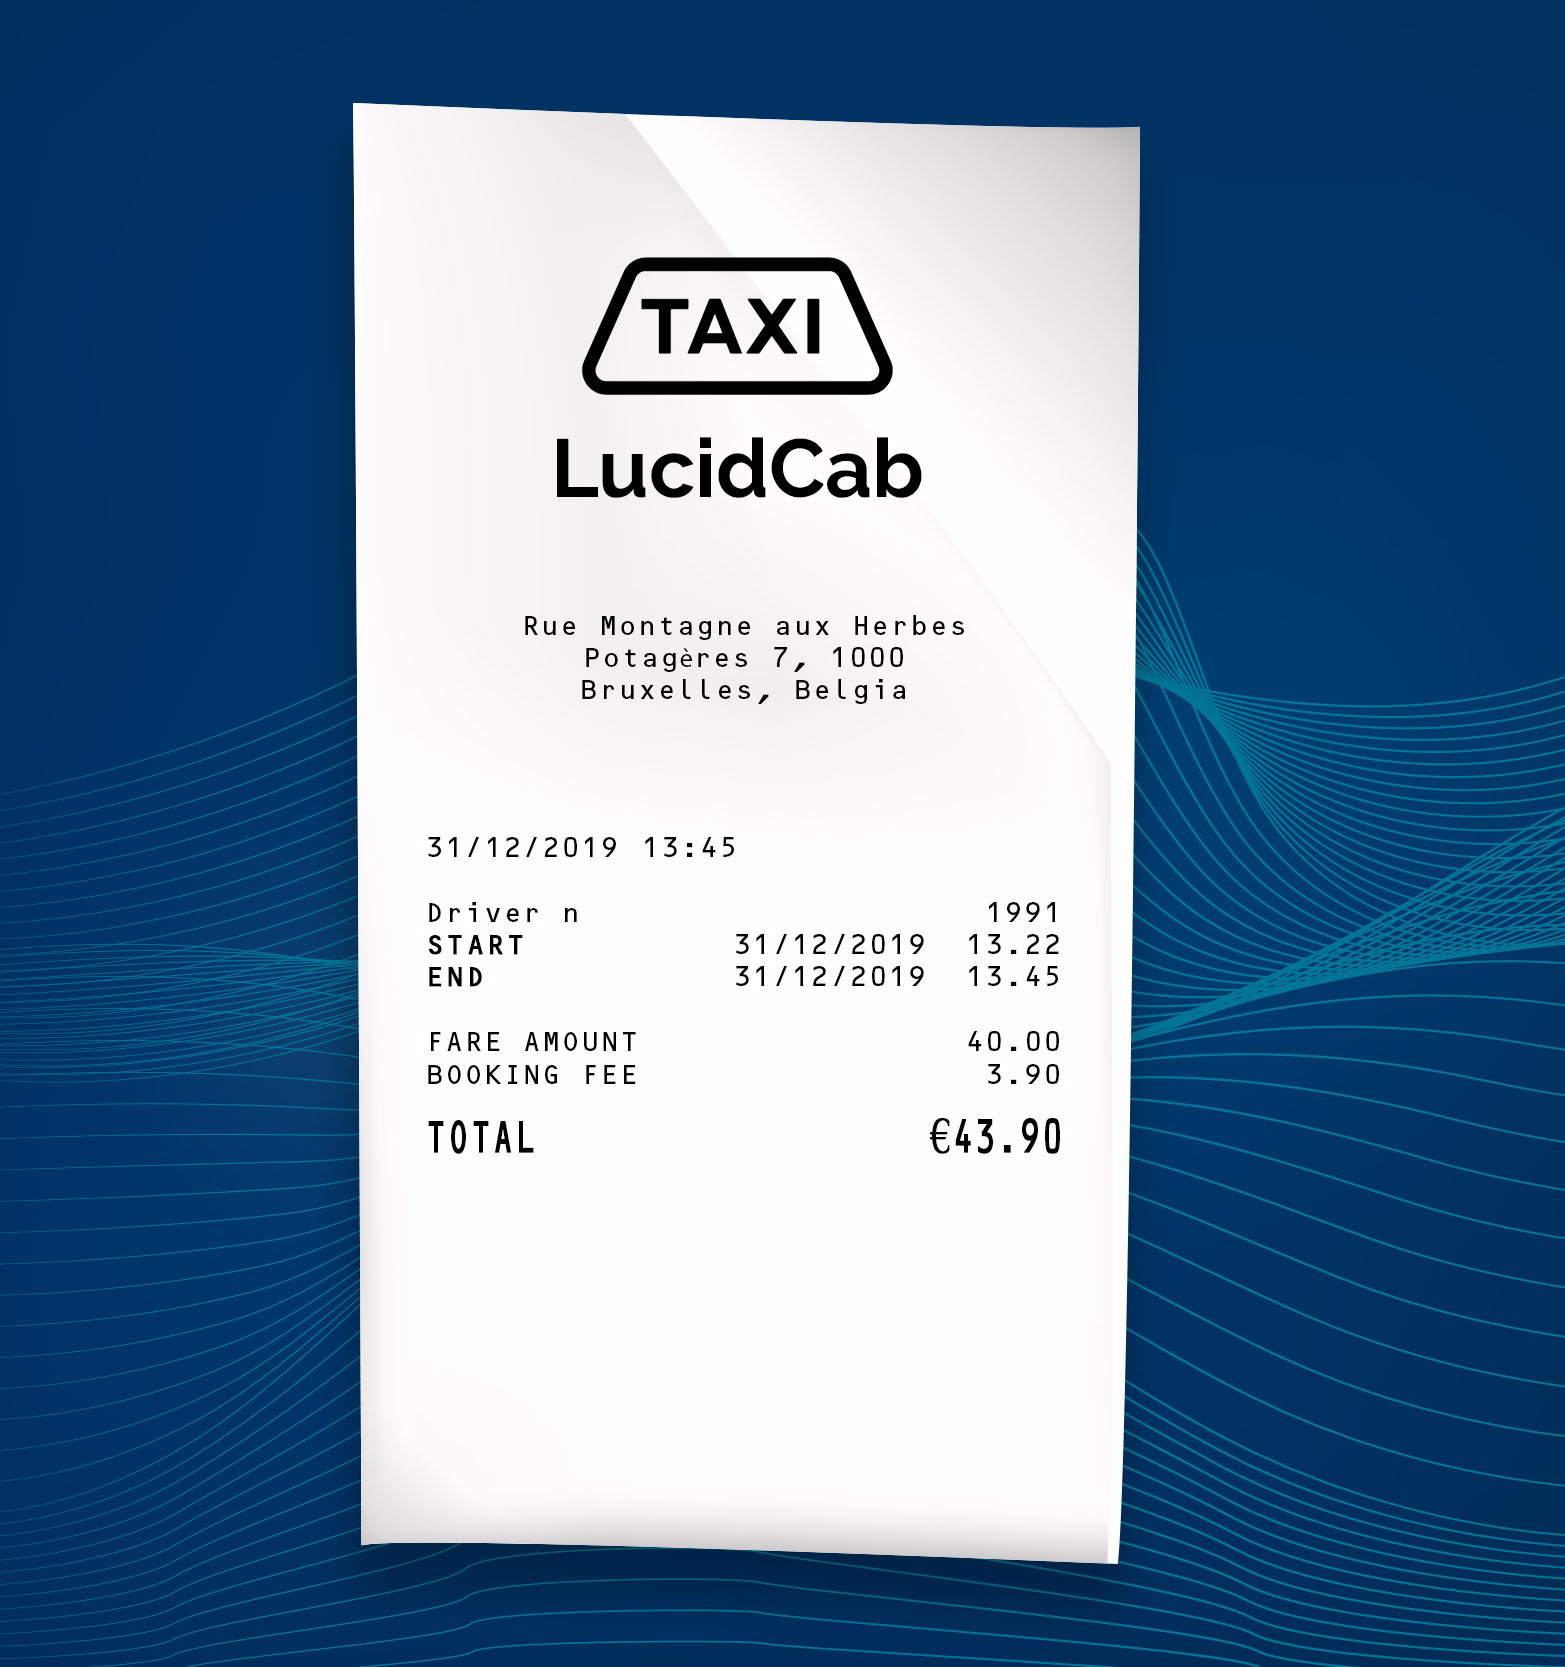 TAXI
LucidCab
Rue Montagne aux Herbes
Potagères 7, 1000
Bruxelles, Belgia
31/12/2019 13:45
Driver n 1991
START 31/12/2019 13.22
END 31/12/2019 13.45
FARE AMOUNT 40.00
BOOKING FEE 3.90
TOTAL €43.90